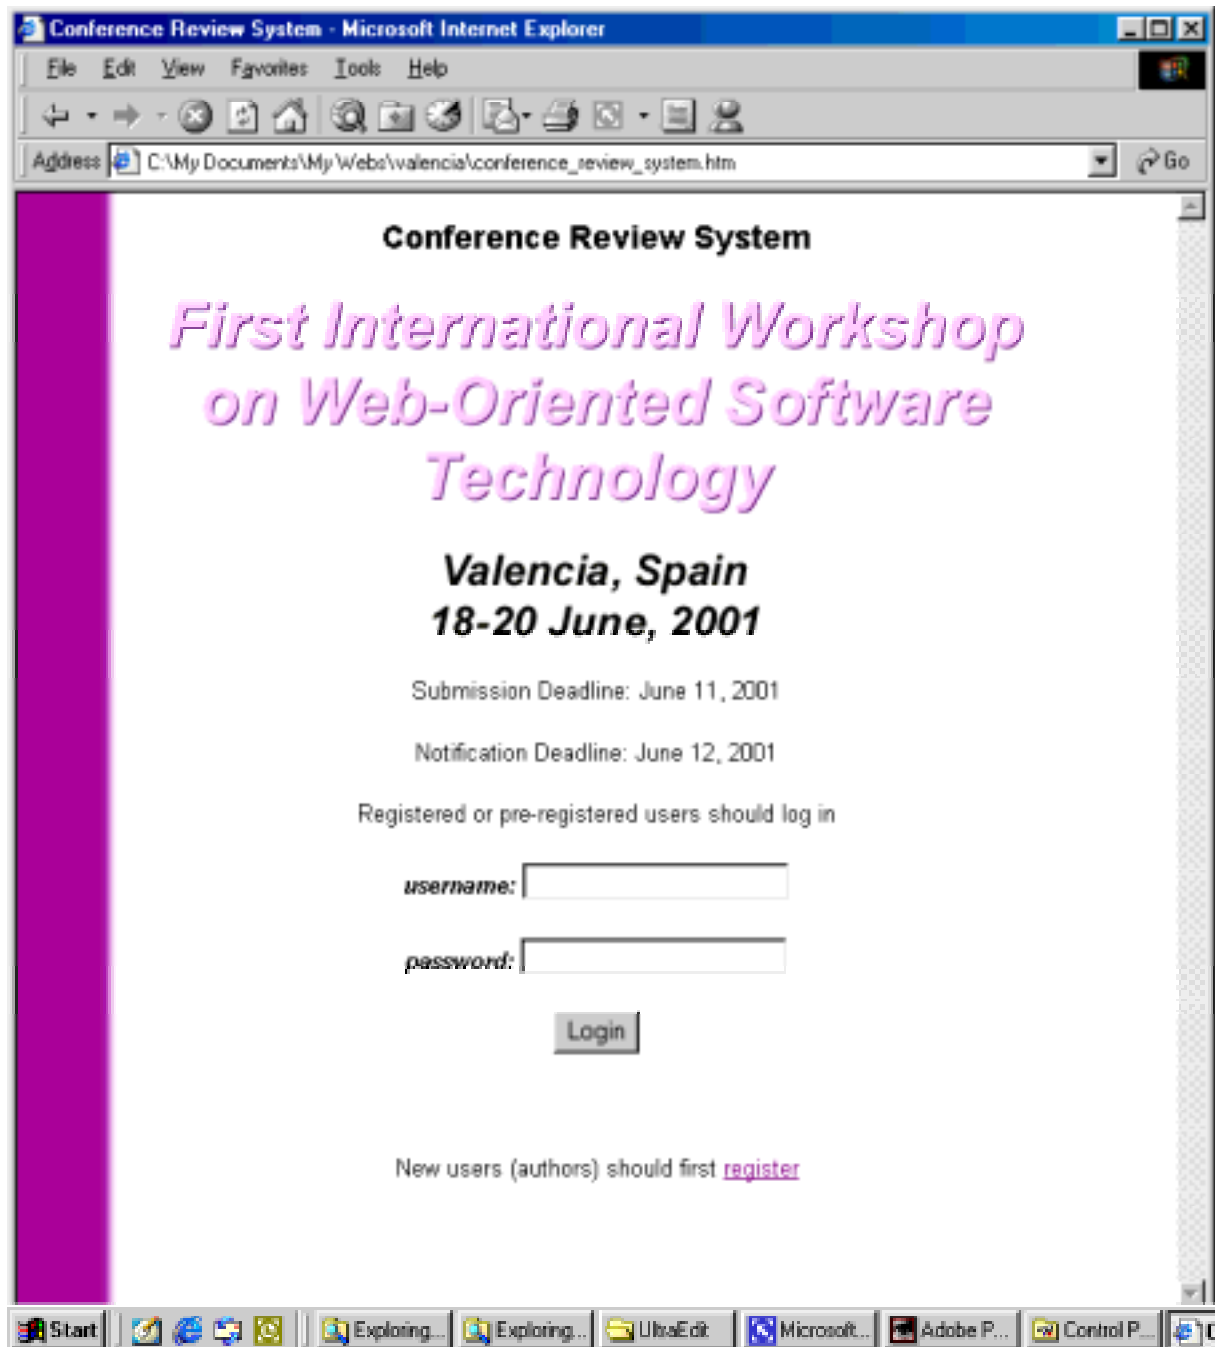 Conference Review System - Microsoft Internet Explorer
File Edit View Favorites Tools Help
Address C:\My Documents\My Webs\valencia\conference_review_system.htm Go
Conference Review System
First International Workshop
on Web-Oriented Software
Technology
Valencia, Spain
18-20 June, 2001
Submission Deadline: June 11, 2001
Notification Deadline: June 12, 2001
Registered or pre-registered users should log in
username:
password:
Login
New users (authors) should first register
Start Exploring... Exploring... UltraEdit Microsoft... Adobe P... Control P...